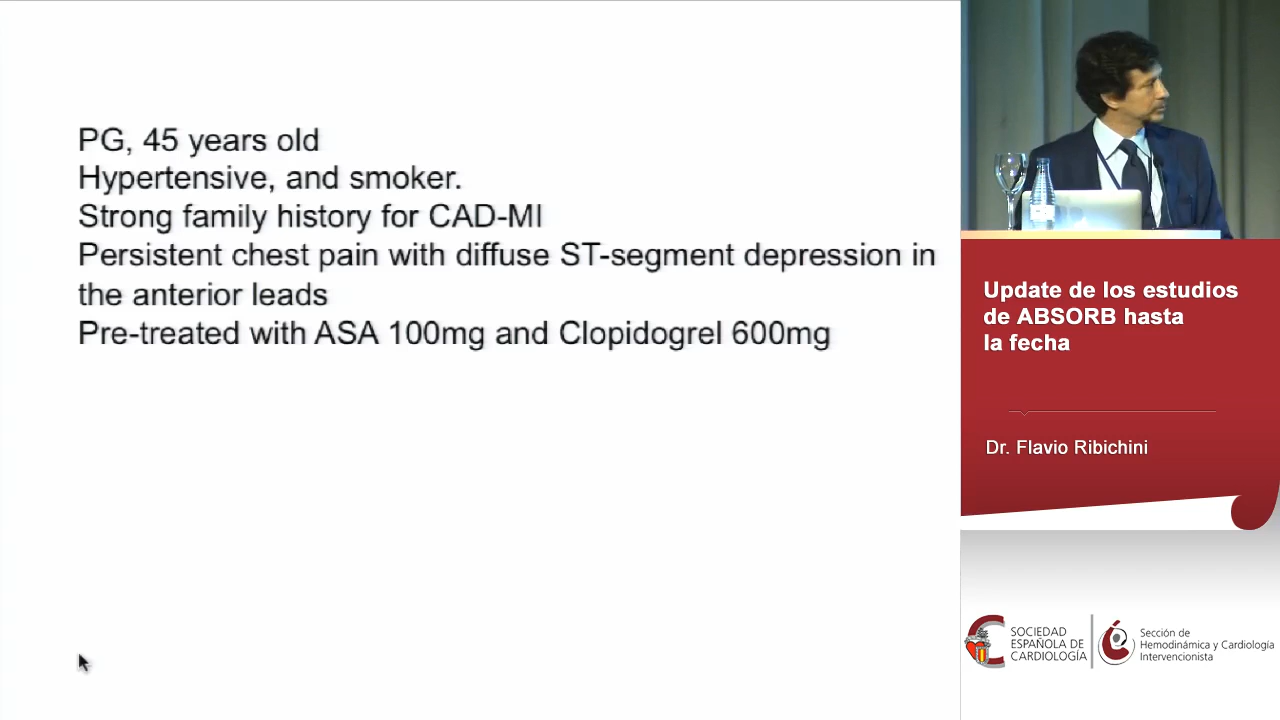 PG, 45 years old
Hypertensive, and smoker.
Strong family history for CAD-MI
Persistent chest pain with diffuse ST-segment depression in
the anterior leads
Pre-treated with ASA 100mg and Clopidogrel 600mg
Update de los estudios
de ABSORB hasta
la fecha
Dr. Flavio Ribichini
SOCIEDAD
ESPAÑOLA DE
CARDIOLOGÍA
Sección de
Hemodinámica y Cardiología
Intervencionista